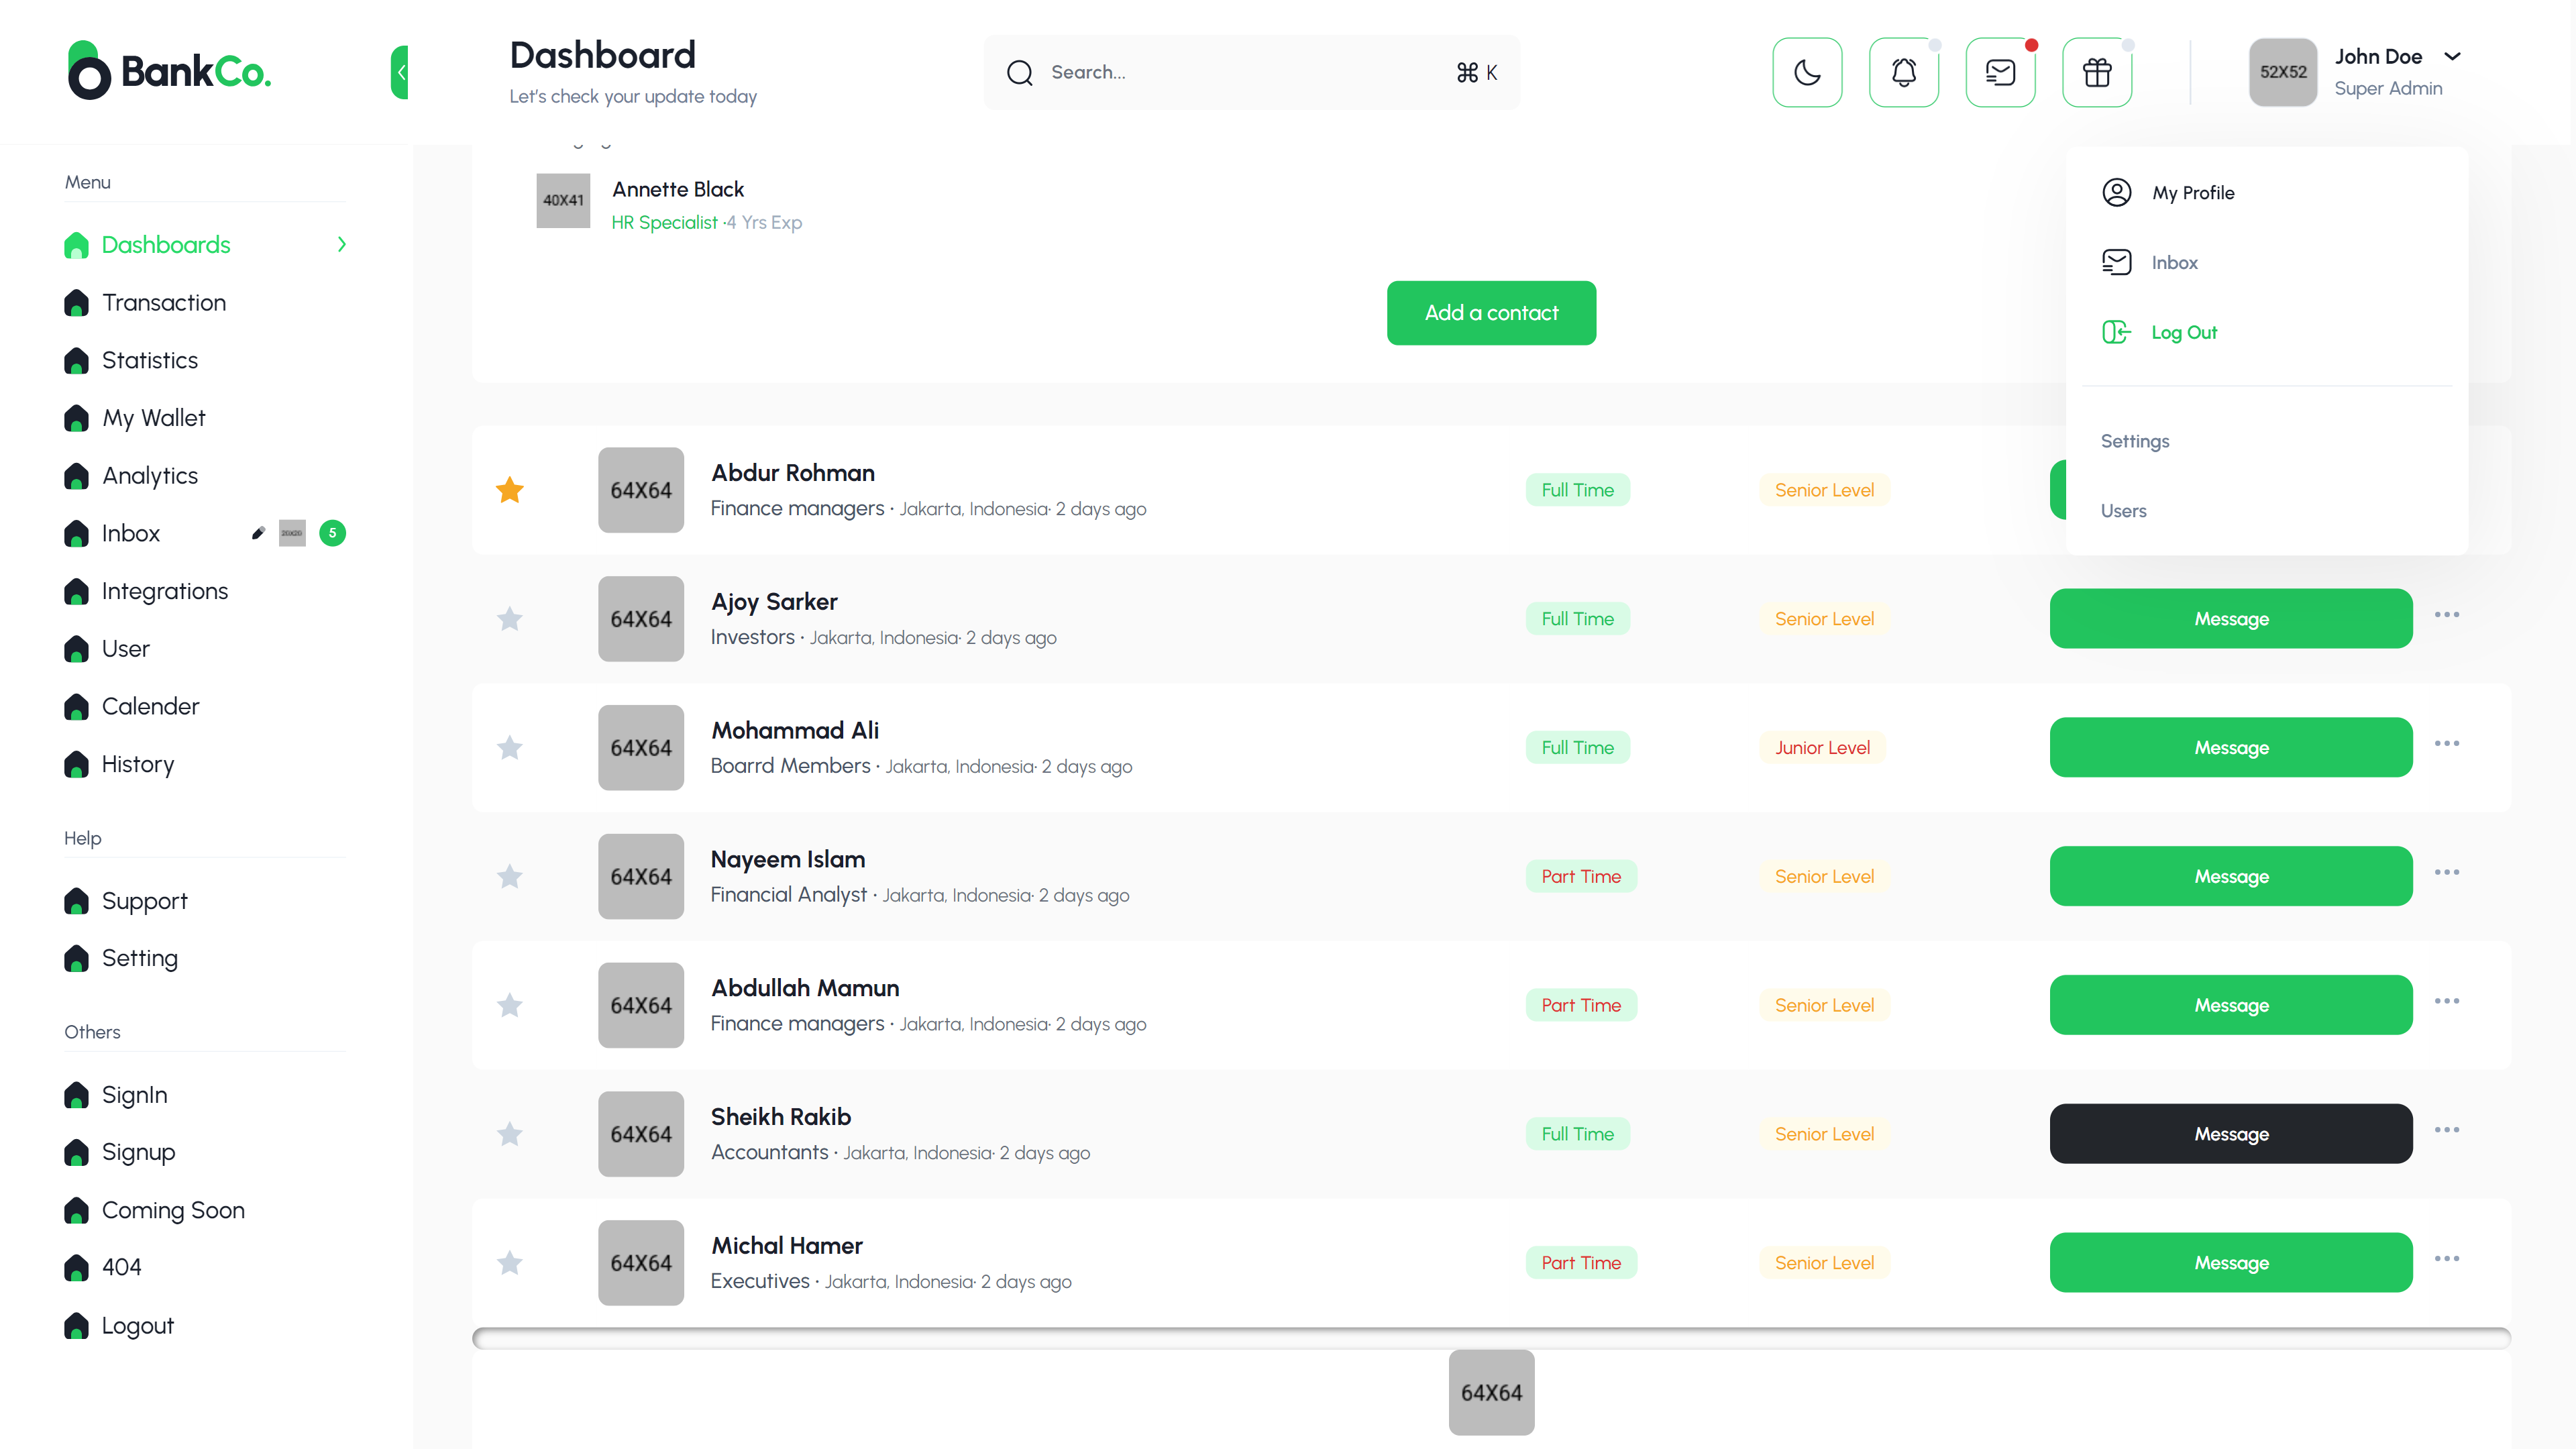 BankCo.
Dashboard
Let's check your update today
Search...
⌘ K
52X52
John Doe
Super Admin
Menu
Dashboards
Transaction
Statistics
My Wallet
Analytics
Inbox
5
Integrations
User
Calender
History
Help
Support
Setting
Others
SignIn
Signup
Coming Soon
404
Logout
40X41
Annette Black
HR Specialist ·4 Yrs Exp
Add a contact
My Profile
Inbox
Log Out
Settings
Users
64X64
Abdur Rohman
Finance managers · Jakarta, Indonesia· 2 days ago
Full Time
Senior Level
64X64
Ajoy Sarker
Investors · Jakarta, Indonesia· 2 days ago
Full Time
Senior Level
Message
64X64
Mohammad Ali
Boarrd Members · Jakarta, Indonesia· 2 days ago
Full Time
Junior Level
Message
64X64
Nayeem Islam
Financial Analyst · Jakarta, Indonesia· 2 days ago
Part Time
Senior Level
Message
64X64
Abdullah Mamun
Finance managers · Jakarta, Indonesia· 2 days ago
Part Time
Senior Level
Message
64X64
Sheikh Rakib
Accountants · Jakarta, Indonesia· 2 days ago
Full Time
Senior Level
Message
64X64
Michal Hamer
Executives · Jakarta, Indonesia· 2 days ago
Part Time
Senior Level
Message
64X64